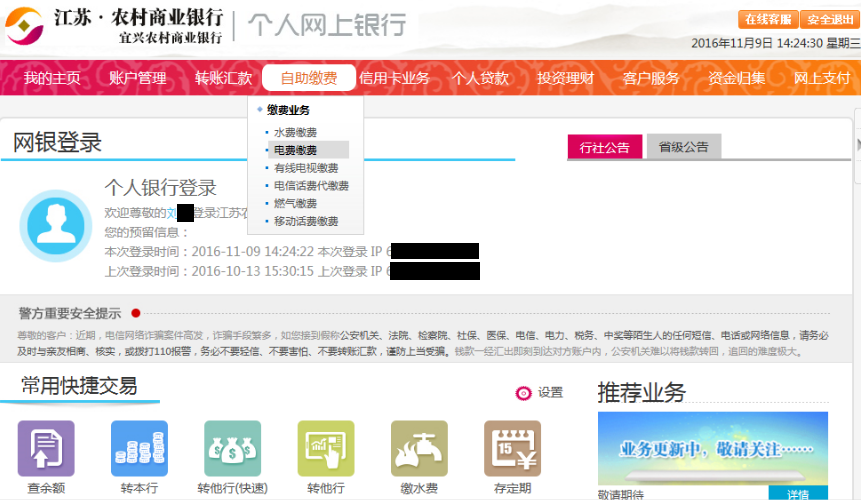 江苏·农村商业银行
宜兴农村商业银行
个人网上银行
在线客服 安全退出
2016年11月9日 14:24:30 星期三
我的主页 账户管理 转账汇款 自助缴费 信用卡业务 个人贷款 投资理财 客户服务 资金归集 网上支付
缴费业务
水费缴费
电费缴费
有线电视缴费
电信话费代缴费
燃气缴费
移动话费缴费
网银登录
行社公告 省级公告
个人银行登录
欢迎尊敬的刘 登录江苏农
您的预留信息：
本次登录时间：2016-11-09 14:24:22 本次登录 IP 6
上次登录时间：2016-10-13 15:30:15 上次登录 IP 6
警方重要安全提示
尊敬的客户：近期，电信网络诈骗案件高发，诈骗手段繁多，如您接到假称公安机关、法院、检察院、社保、医保、电信、电力、税务、中奖等陌生人的任何短信、电话或网络信息，请务必
及时与亲友相商、核实，或拨打110报警，务必不要轻信、不要害怕、不要转账汇款，谨防上当受骗。钱款一经汇出即刻到达对方账户内，公安机关难以将钱款转回，追回的难度极大。
常用快捷交易
设置
推荐业务
15
业务更新中，敬请关注……
查余额 转本行 转他行(快速) 转他行 缴水费 存定期
敬请期待
详情